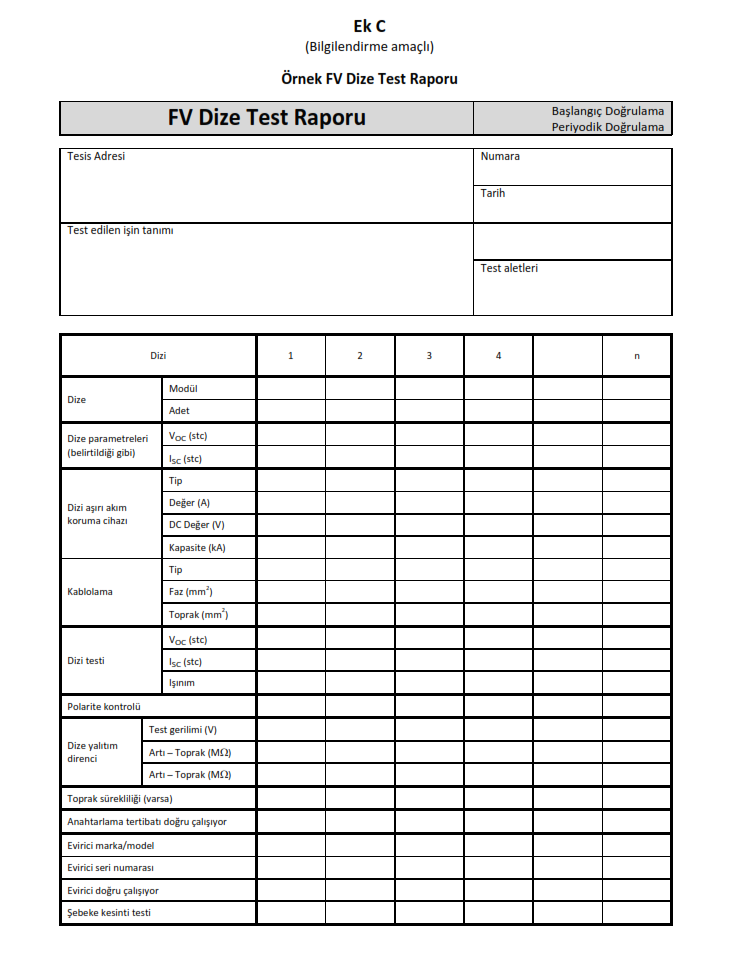 Ek C
(Bilgilendirme amaçlı)
Örnek FV Dize Test Raporu
FV Dize Test Raporu
Başlangıç Doğrulama
Periyodik Doğrulama
Tesis Adresi
Numara
Tarih
Test edilen işin tanımı
Test aletleri
Dizi 1 2 3 4 n
Dize
Modül
Adet
Dize parametreleri
(belirtildiği gibi)
VOC (stc)
ISC (stc)
Dizi aşırı akım
koruma cihazı
Tip
Değer (A)
DC Değer (V)
Kapasite (kA)
Kablolama
Tip
Faz (mm²)
Toprak (mm²)
Dizi testi
VOC (stc)
ISC (stc)
Işınım
Polarite kontrolü
Dize yalıtım
direnci
Test gerilimi (V)
Artı – Toprak (MΩ)
Artı – Toprak (MΩ)
Toprak sürekliliği (varsa)
Anahtarlama tertibatı doğru çalışıyor
Evirici marka/model
Evirici seri numarası
Evirici doğru çalışıyor
Şebeke kesinti testi